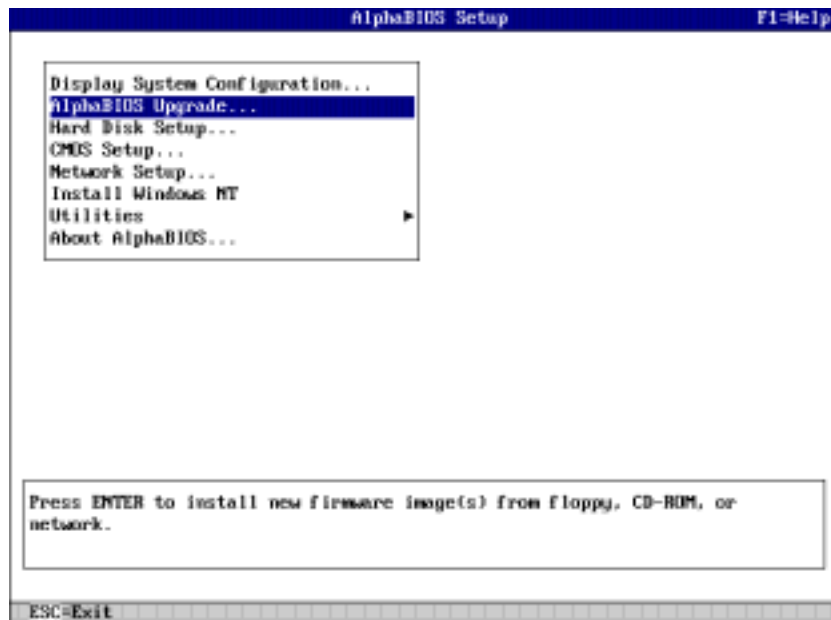 AlphaBIOS Setup F1=Help
Display System Configuration...
AlphaBIOS Upgrade...
Hard Disk Setup...
CMOS Setup...
Network Setup...
Install Windows NT
Utilities ►
About AlphaBIOS...
Press ENTER to install new firmware image(s) from floppy, CD-ROM, or
network.
ESC=Exit